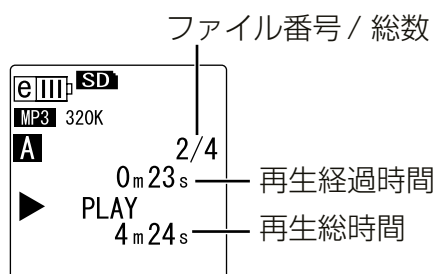 ファイル番号 / 総数
e SD
MP3 320K
A 2/4
0m23s 再生経過時間
PLAY
4m24s 再生総時間